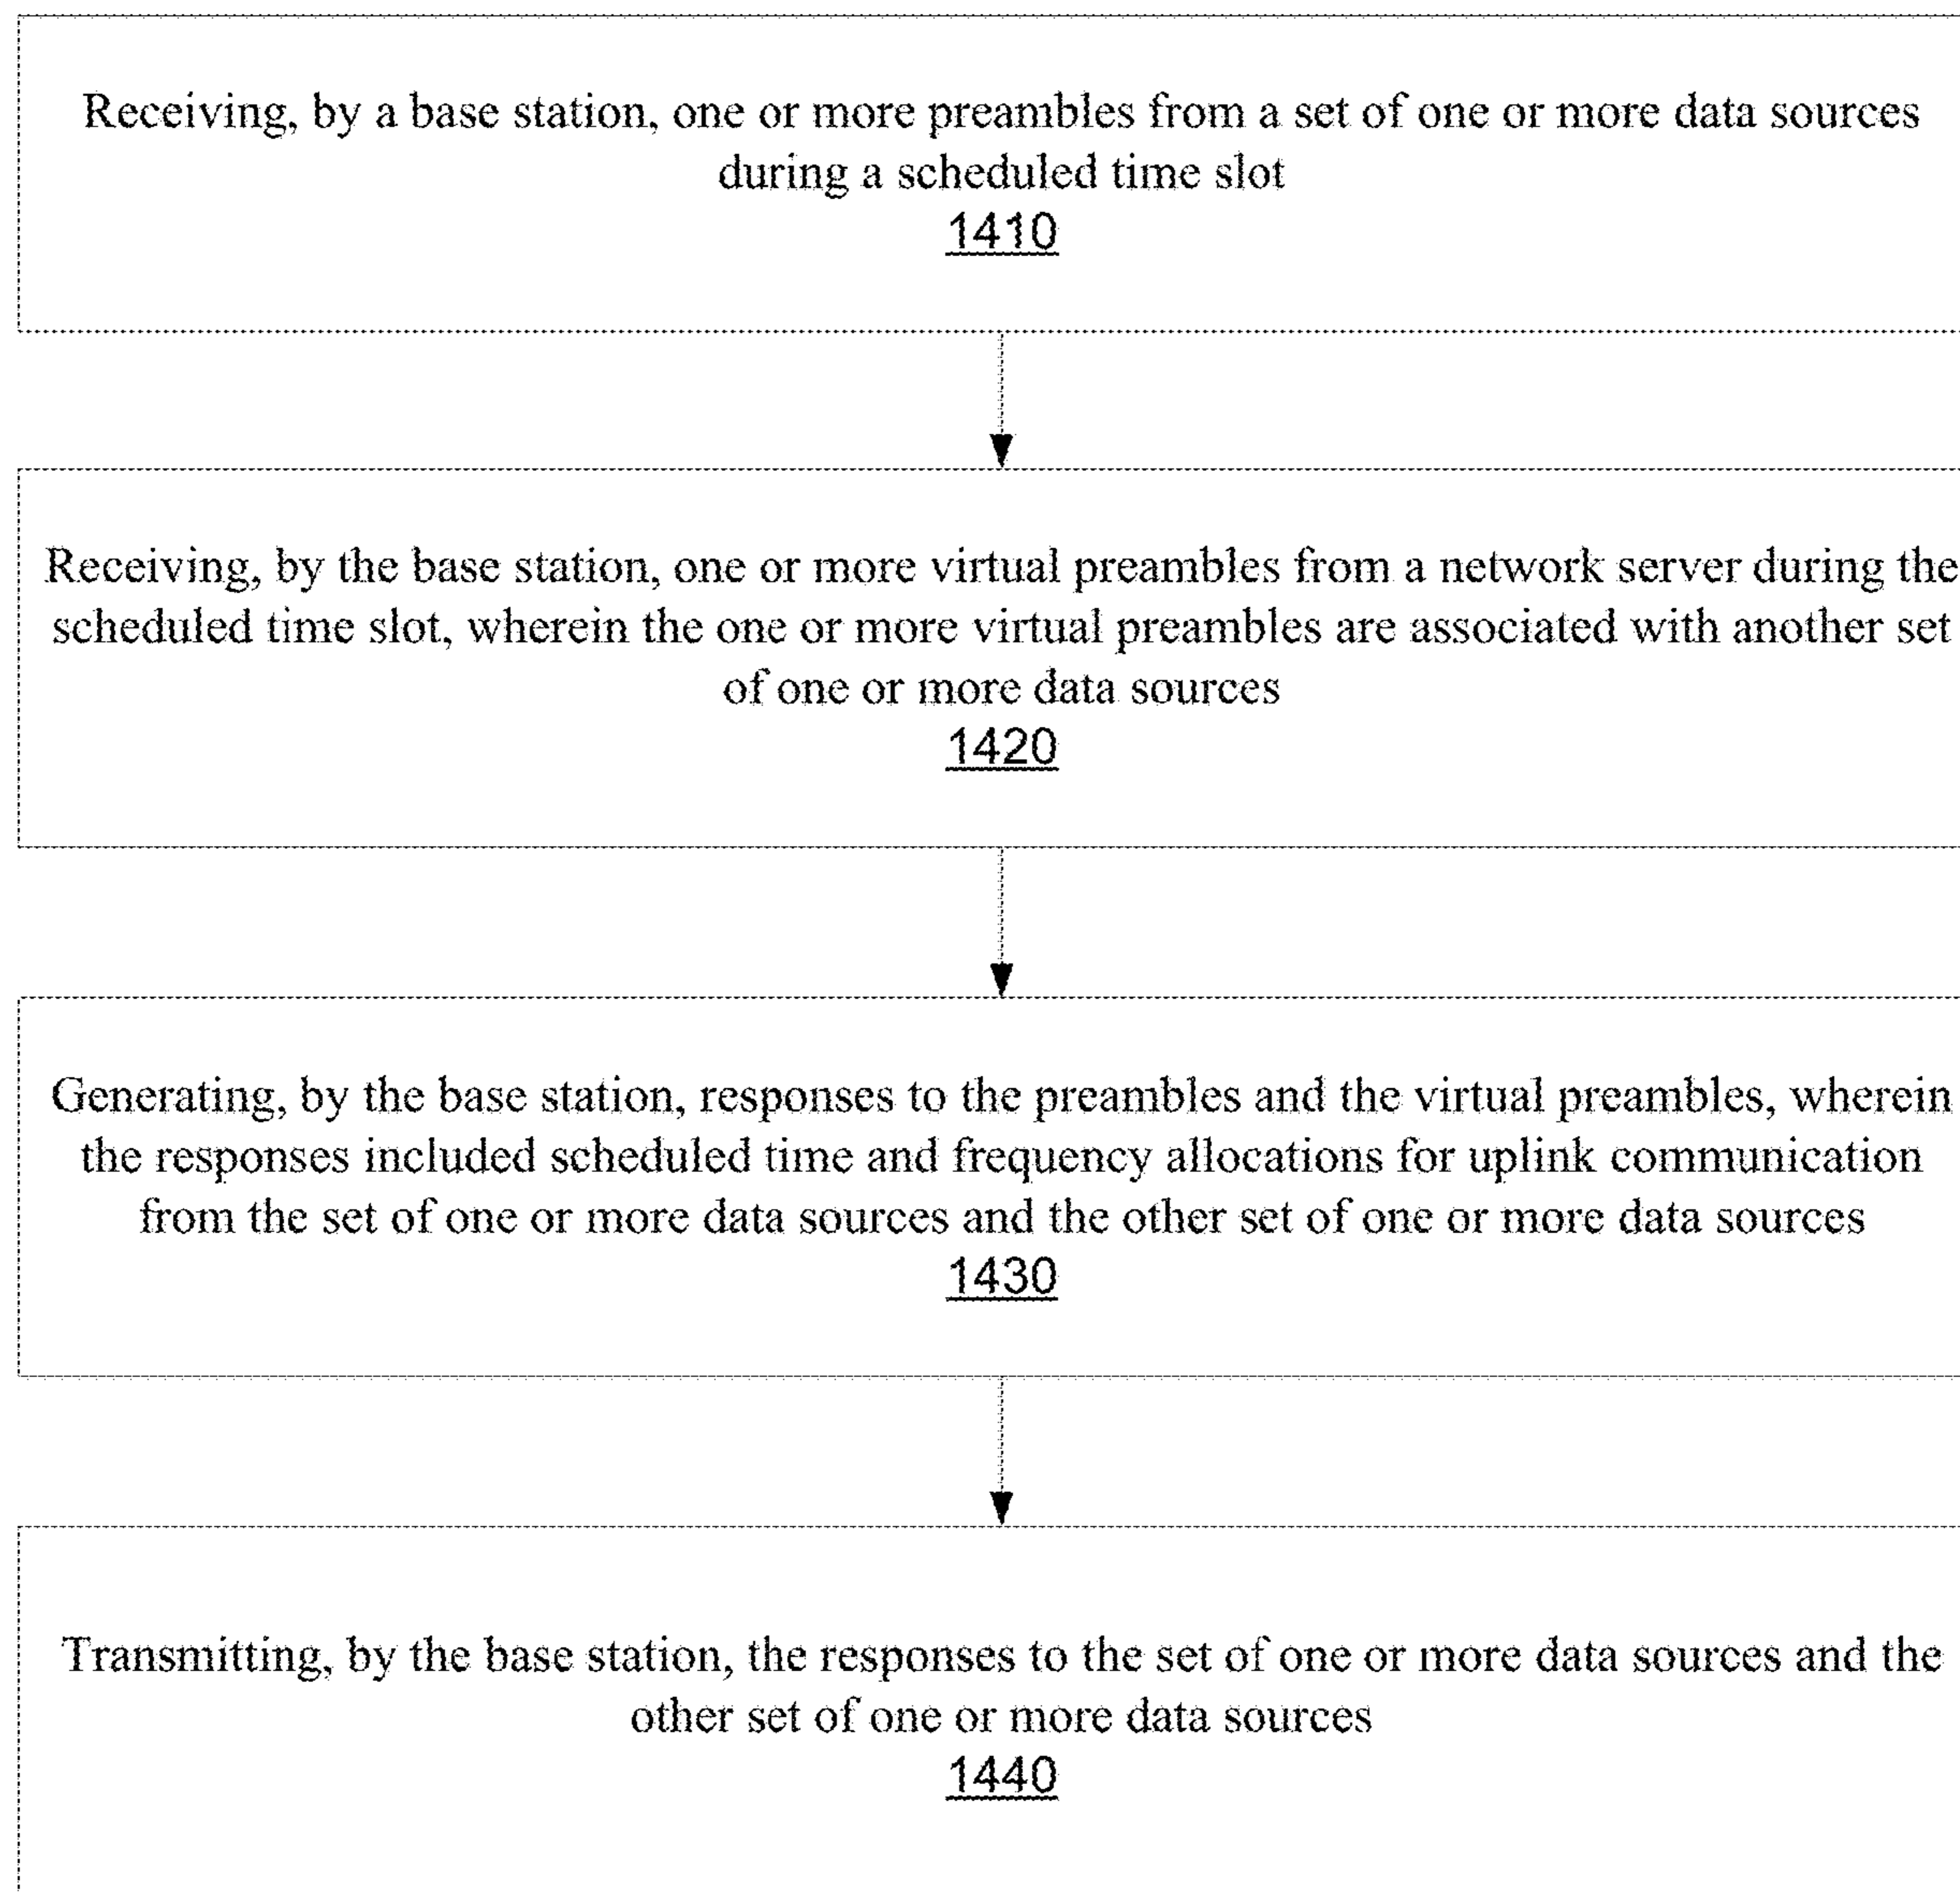 Receiving, by a base station, one or more preambles from a set of one or more data sources
during a scheduled time slot
1410
Receiving, by the base station, one or more virtual preambles from a network server during the
scheduled time slot, wherein the one or more virtual preambles are associated with another set
of one or more data sources
1420
Generating, by the base station, responses to the preambles and the virtual preambles, wherein
the responses included scheduled time and frequency allocations for uplink communication
from the set of one or more data sources and the other set of one or more data sources
1430
Transmitting, by the base station, the responses to the set of one or more data sources and the
other set of one or more data sources
1440